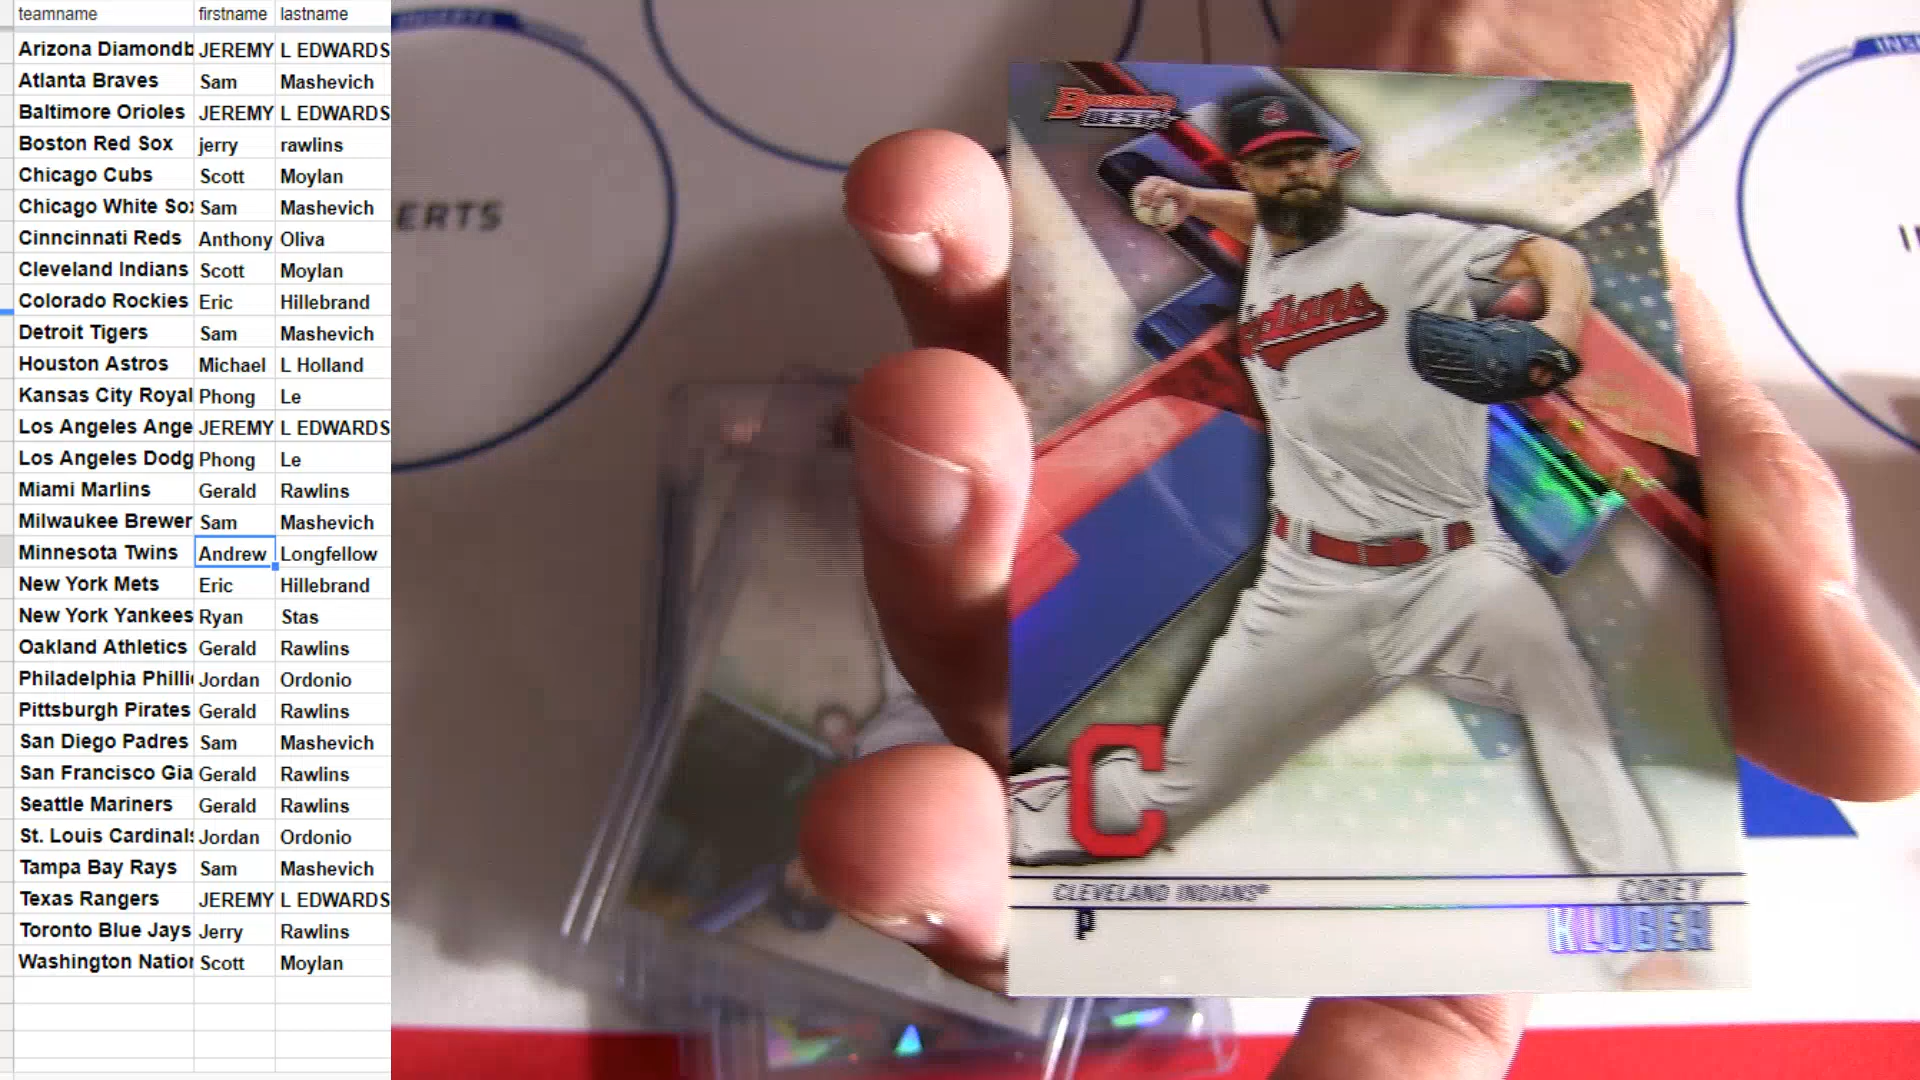 teamname firstname lastname
Arizona Diamondb JEREMY L EDWARDS
Atlanta Braves Sam Mashevich
Baltimore Orioles JEREMY L EDWARDS
Boston Red Sox jerry rawlins
Chicago Cubs Scott Moylan
Chicago White Sox Sam Mashevich
Cinncinnati Reds Anthony Oliva
Cleveland Indians Scott Moylan
Colorado Rockies Eric Hillebrand
Detroit Tigers Sam Mashevich
Houston Astros Michael L Holland
Kansas City Royal Phong Le
Los Angeles Ange JEREMY L EDWARDS
Los Angeles Dodg Phong Le
Miami Marlins Gerald Rawlins
Milwaukee Brewer Sam Mashevich
Minnesota Twins Andrew Longfellow
New York Mets Eric Hillebrand
New York Yankees Ryan Stas
Oakland Athletics Gerald Rawlins
Philadelphia Phillie Jordan Ordonio
Pittsburgh Pirates Gerald Rawlins
San Diego Padres Sam Mashevich
San Francisco Gia Gerald Rawlins
Seattle Mariners Gerald Rawlins
St. Louis Cardinals Jordan Ordonio
Tampa Bay Rays Sam Mashevich
Texas Rangers JEREMY L EDWARDS
Toronto Blue Jays Jerry Rawlins
Washington Nation Scott Moylan
INSERTS
ERTS
Bowman's
BEST
Indians
C
CLEVELAND INDIANS®
COREY
P
KLUBER